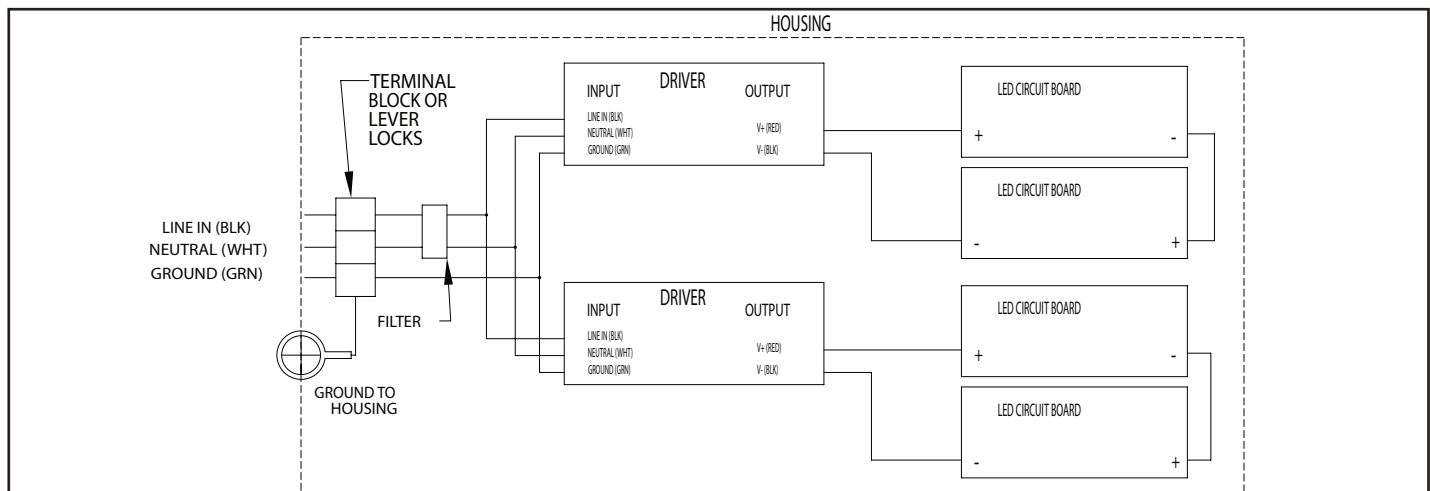 HOUSING
TERMINAL
BLOCK OR
LEVER
LOCKS
LINE IN (BLK)
NEUTRAL (WHT)
GROUND (GRN)
FILTER
GROUND TO
HOUSING
DRIVER
INPUT
OUTPUT
LINE IN (BLK)
NEUTRAL (WHT)
GROUND (GRN)
V+ (RED)
V- (BLK)
LED CIRCUIT BOARD
+ -
LED CIRCUIT BOARD
- +
DRIVER
INPUT
OUTPUT
LINE IN (BLK)
NEUTRAL (WHT)
GROUND (GRN)
V+ (RED)
V- (BLK)
LED CIRCUIT BOARD
+ -
LED CIRCUIT BOARD
- +